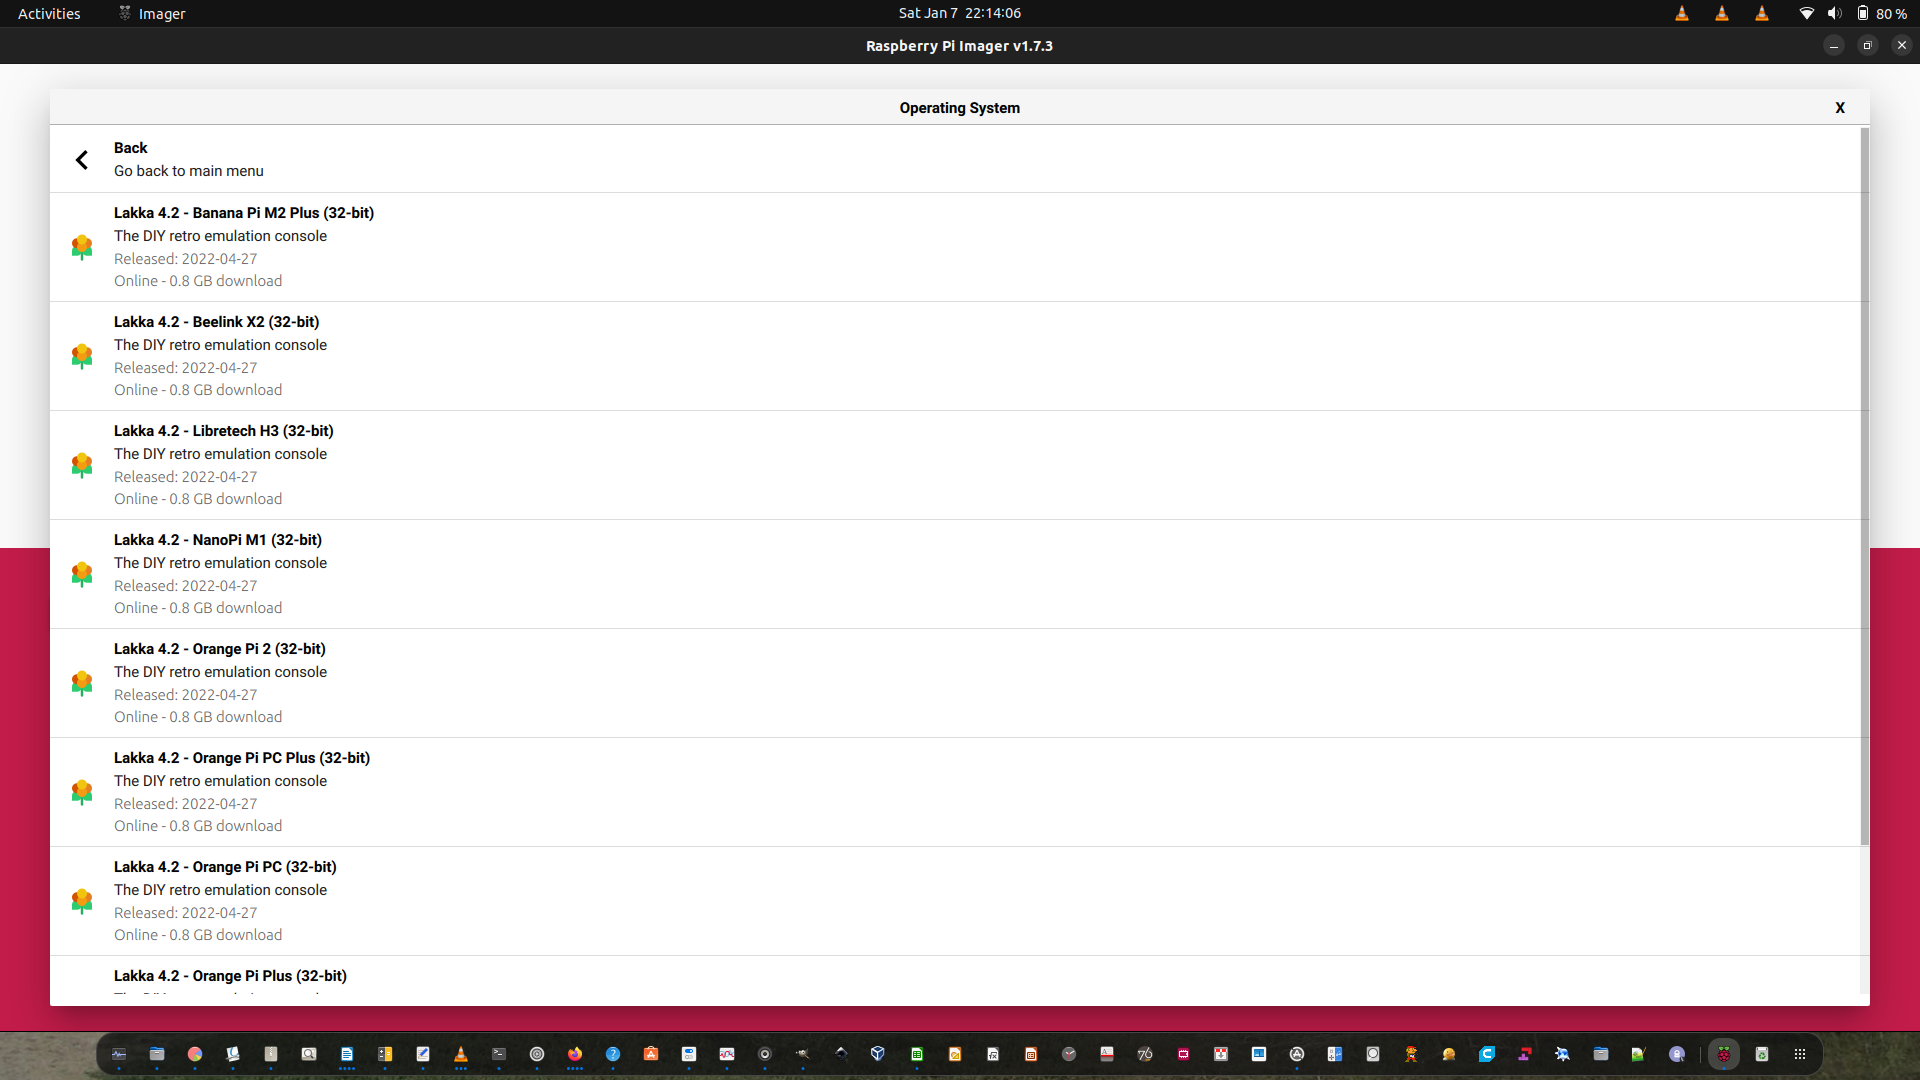 Activities
Imager
Sat Jan 7 22:14:06
80 %
Raspberry Pi Imager v1.7.3
Operating System
X
Back
Go back to main menu
Lakka 4.2 - Banana Pi M2 Plus (32-bit)
The DIY retro emulation console
Released: 2022-04-27
Online - 0.8 GB download
Lakka 4.2 - Beelink X2 (32-bit)
The DIY retro emulation console
Released: 2022-04-27
Online - 0.8 GB download
Lakka 4.2 - Libretech H3 (32-bit)
The DIY retro emulation console
Released: 2022-04-27
Online - 0.8 GB download
Lakka 4.2 - NanoPi M1 (32-bit)
The DIY retro emulation console
Released: 2022-04-27
Online - 0.8 GB download
Lakka 4.2 - Orange Pi 2 (32-bit)
The DIY retro emulation console
Released: 2022-04-27
Online - 0.8 GB download
Lakka 4.2 - Orange Pi PC Plus (32-bit)
The DIY retro emulation console
Released: 2022-04-27
Online - 0.8 GB download
Lakka 4.2 - Orange Pi PC (32-bit)
The DIY retro emulation console
Released: 2022-04-27
Online - 0.8 GB download
Lakka 4.2 - Orange Pi Plus (32-bit)